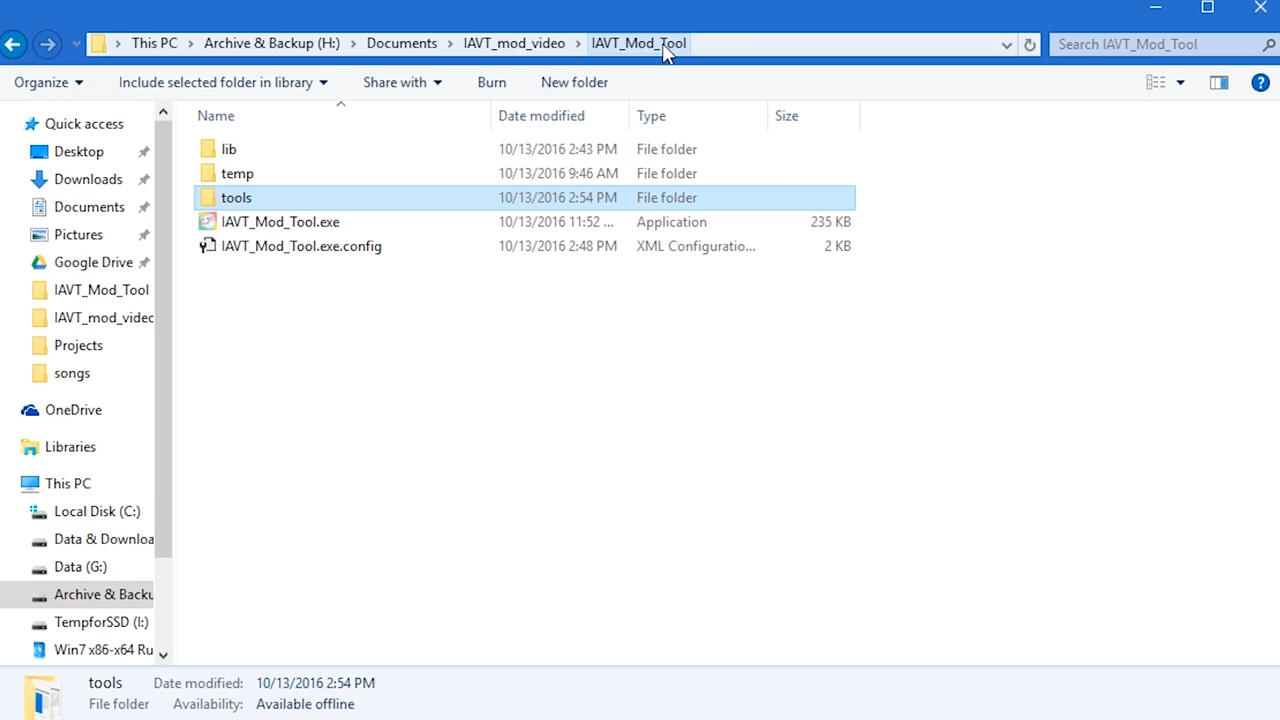 This PC Archive & Backup (H:) Documents IAVT_mod_video IAVT_Mod_Tool Search IAVT_Mod_Tool
Organize Include selected folder in library Share with Burn New folder
Name Date modified Type Size
Quick access
Desktop
Downloads
Documents
Pictures
Google Drive
IAVT_Mod_Tool
IAVT_mod_video
Projects
songs
OneDrive
Libraries
This PC
Local Disk (C:)
Data & Downloa
Data (G:)
Archive & Backu
TempforSSD (I:)
Win7 x86-x64 Ru
lib 10/13/2016 2:43 PM File folder
temp 10/13/2016 9:46 AM File folder
tools 10/13/2016 2:54 PM File folder
IAVT_Mod_Tool.exe 10/13/2016 11:52 ... Application 235 KB
IAVT_Mod_Tool.exe.config 10/13/2016 2:48 PM XML Configuratio... 2 KB
tools Date modified: 10/13/2016 2:54 PM
File folder Availability: Available offline